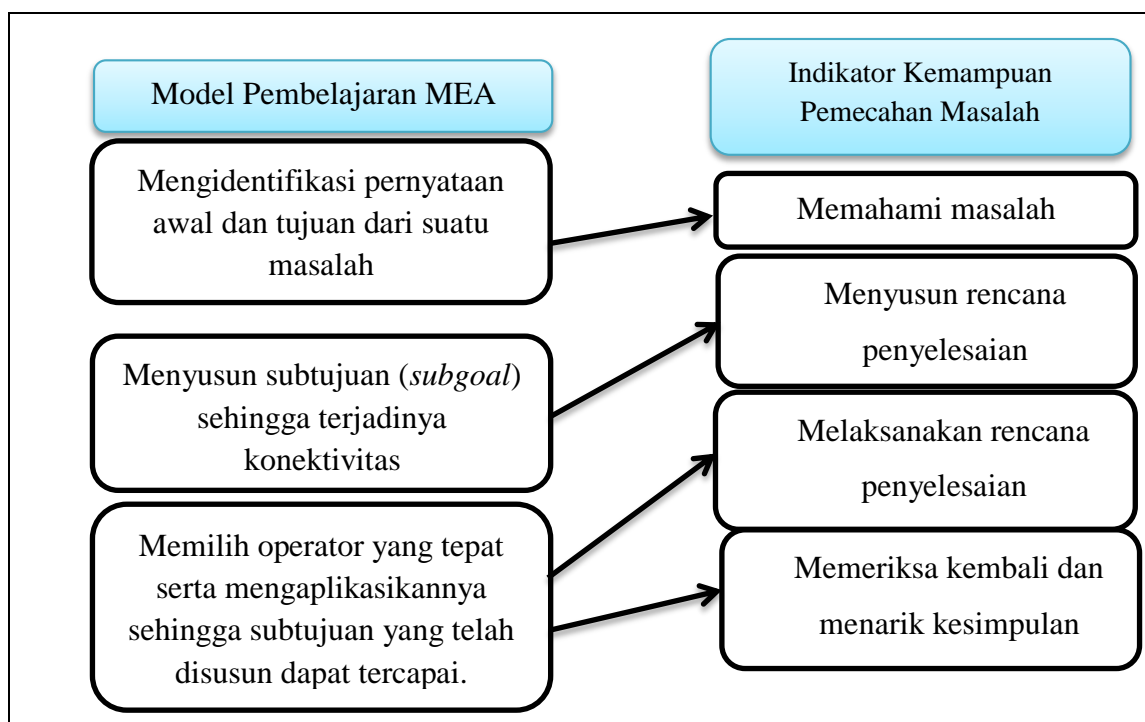 Model Pembelajaran MEA
Mengidentifikasi pernyataan
awal dan tujuan dari suatu
masalah
Menyusun subtujuan (subgoal)
sehingga terjadinya
konektivitas
Memilih operator yang tepat
serta mengaplikasikannya
sehingga subtujuan yang telah
disusun dapat tercapai.
Indikator Kemampuan
Pemecahan Masalah
Memahami masalah
Menyusun rencana
penyelesaian
Melaksanakan rencana
penyelesaian
Memeriksa kembali dan
menarik kesimpulan